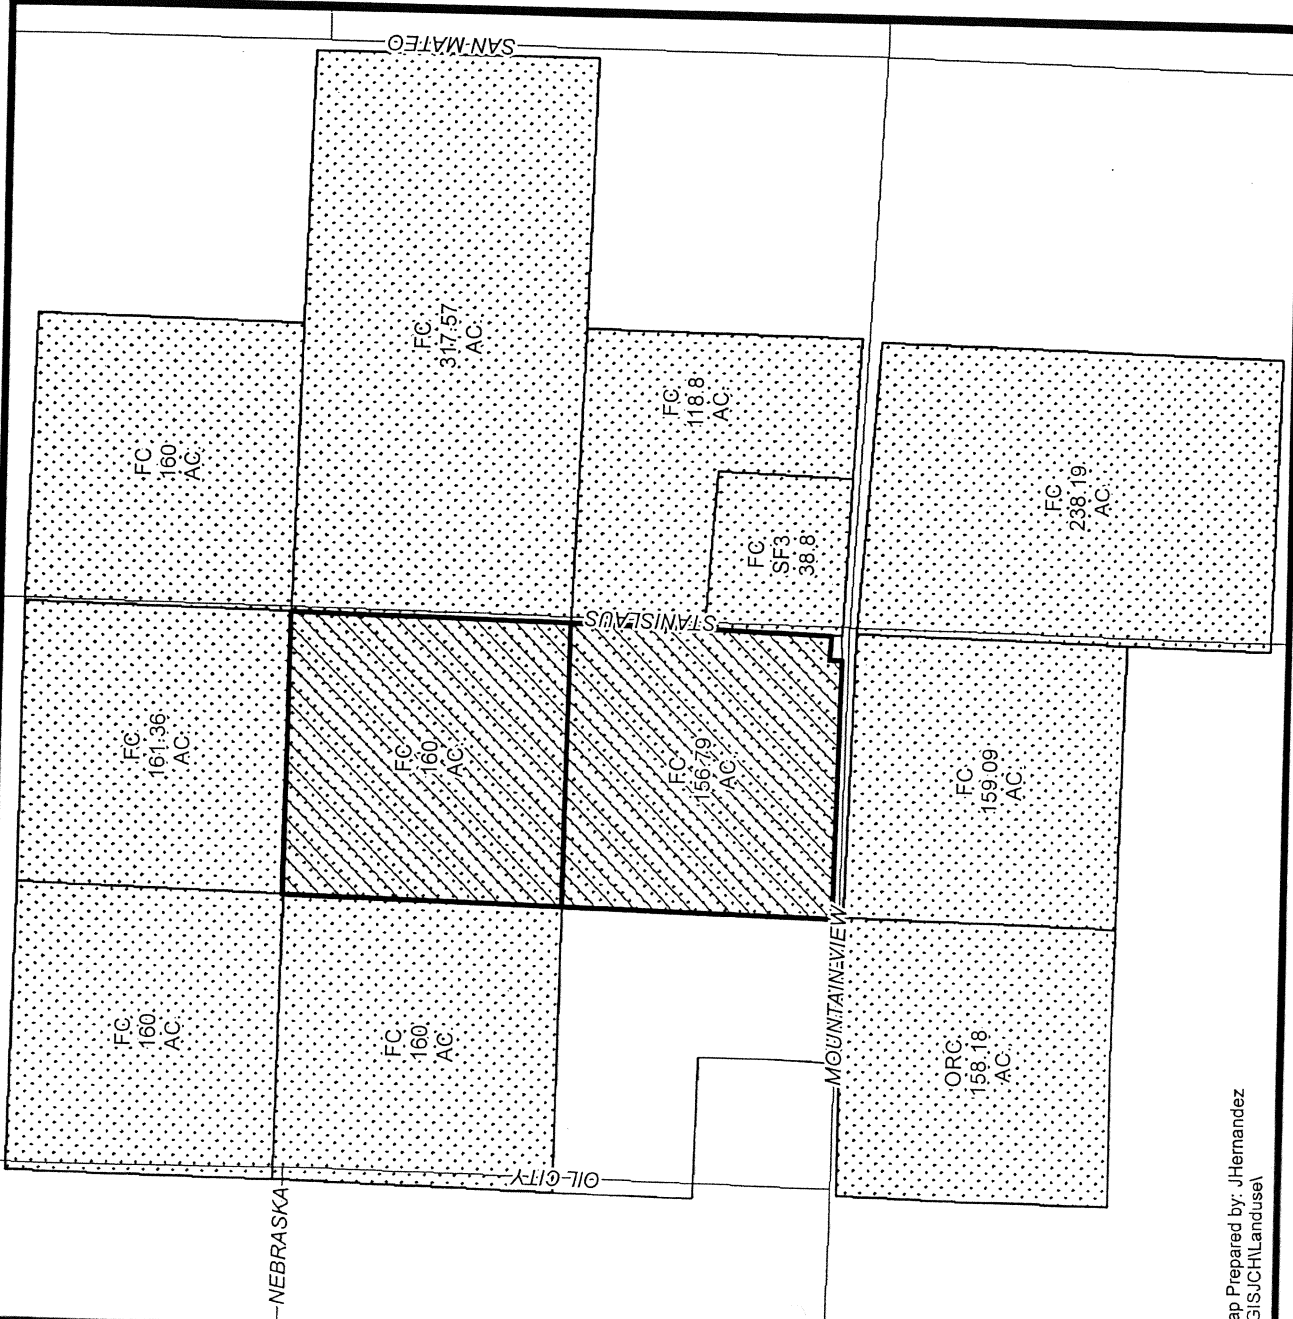 SAN MATEO
FC
317.57
AC.
FC
160
AC.
FC
118.8
AC.
FC
238.19
AC.
FC
SF3
38.8
STANISLAUS
FC
161.36
AC.
FC
160
AC.
FC
156.79
AC.
FC
159.09
AC.
FC
160
AC.
FC
160
AC.
MOUNTAIN VIEW
ORC
158.18
AC.
OIL CITY
NEBRASKA
ap Prepared by: JHernandez
GISJCH\Landuse\